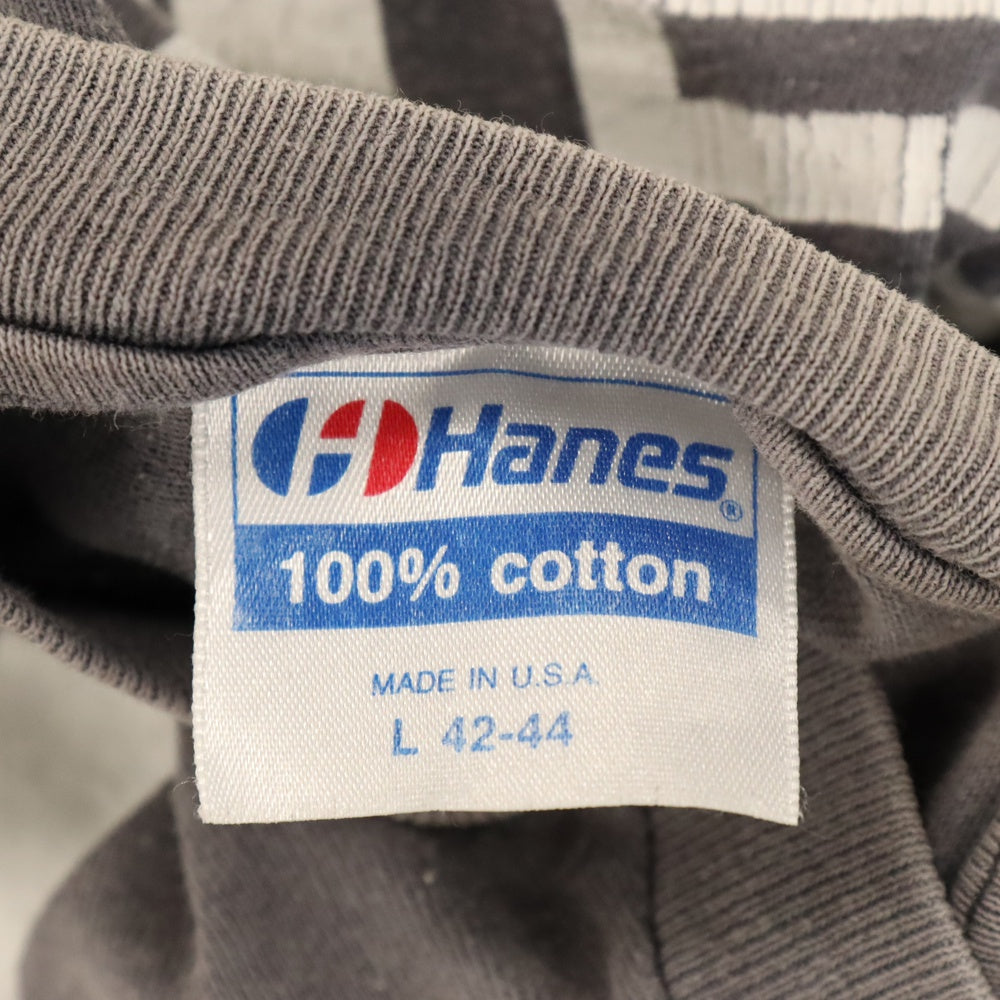 Hanes®
100% cotton
MADE IN U.S.A.
L 42-44